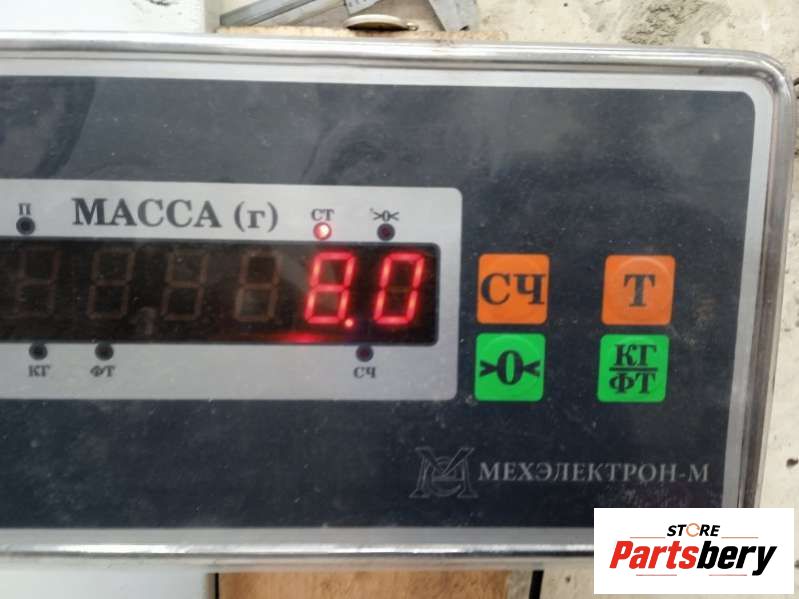 П
МАССА (г)
СТ
>0<
8.0
КГ
ФТ
СЧ
СЧ
Т
>0<
КГ
ФТ
МЕХЭЛЕКТРОН-М
STORE
Partsbery